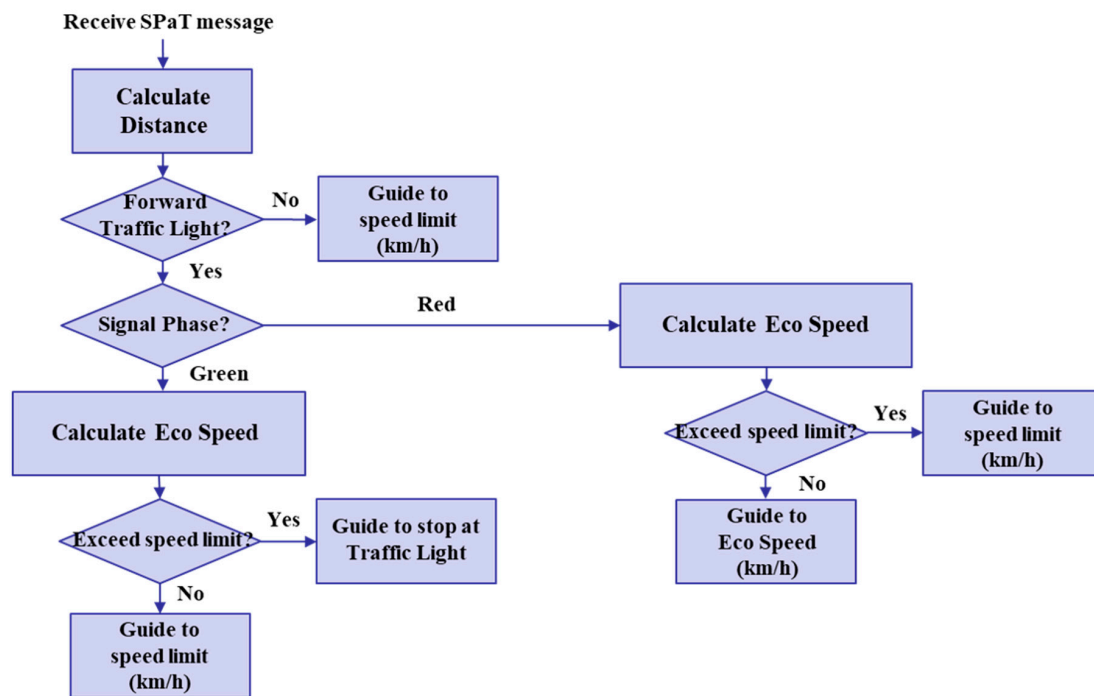 Receive SPaT message
Calculate
Distance
Forward
Traffic Light?
No
Guide to
speed limit
(km/h)
Yes
Signal Phase?
Red
Calculate Eco Speed
Green
Calculate Eco Speed
Exceed speed limit?
Yes
Guide to
speed limit
(km/h)
No
Guide to
Eco Speed
(km/h)
Exceed speed limit?
Yes
Guide to stop at
Traffic Light
No
Guide to
speed limit
(km/h)